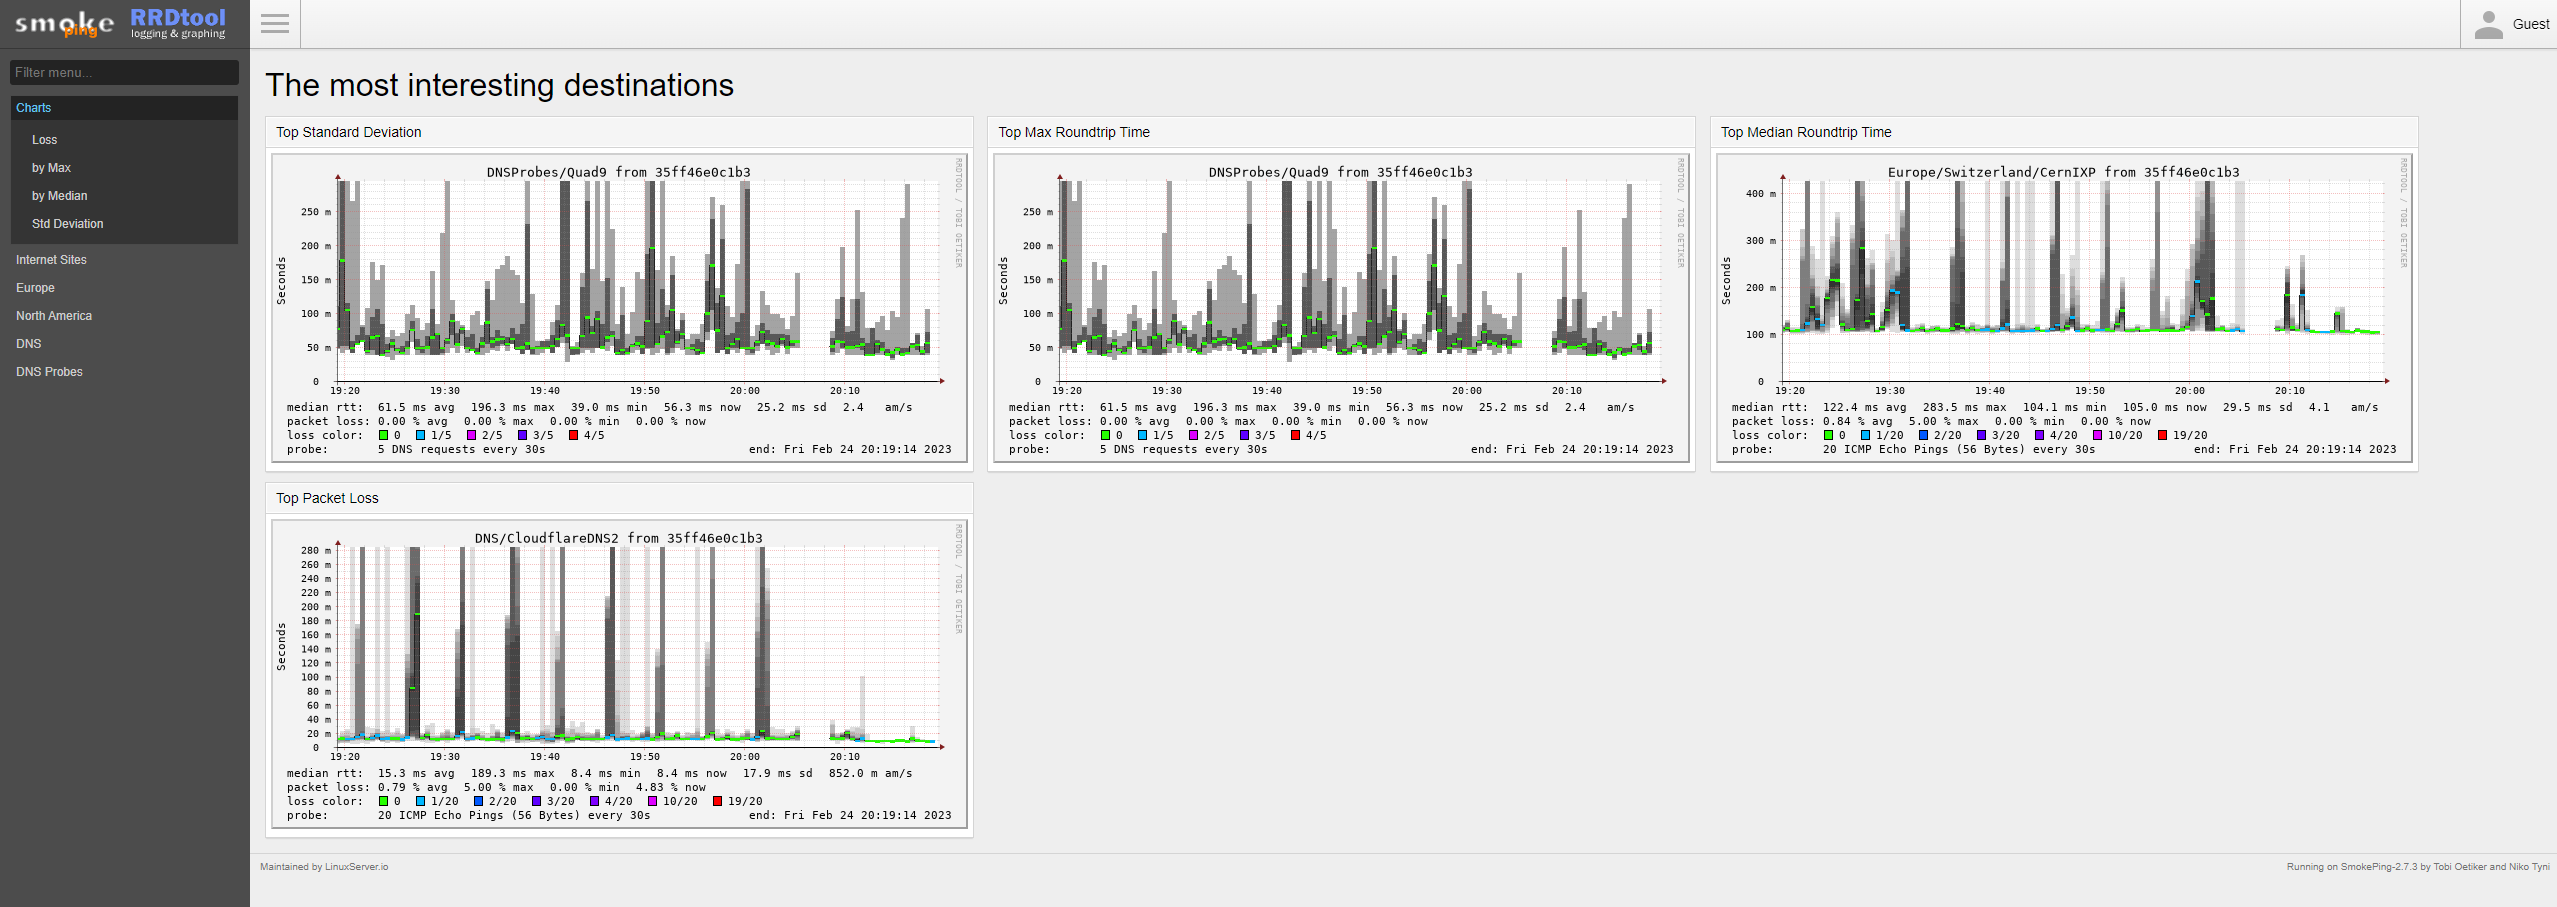 smokeping
RRDtool
logging & graphing
Guest
Filter menu...
Charts
Loss
by Max
by Median
Std Deviation
Internet Sites
Europe
North America
DNS
DNS Probes
The most interesting destinations
Top Standard Deviation
DNSProbes/Quad9 from 35ff46e0c1b3
RRDTOOL / TOBI OETIKER
Seconds
250 m
200 m
150 m
100 m
50 m
0
19:20 19:30 19:40 19:50 20:00 20:10
median rtt: 61.5 ms avg 196.3 ms max 39.0 ms min 56.3 ms now 25.2 ms sd 2.4 am/s
packet loss: 0.00 % avg 0.00 % max 0.00 % min 0.00 % now
loss color: 0 1/5 2/5 3/5 4/5
probe: 5 DNS requests every 30s end: Fri Feb 24 20:19:14 2023
Top Max Roundtrip Time
DNSProbes/Quad9 from 35ff46e0c1b3
RRDTOOL / TOBI OETIKER
Seconds
250 m
200 m
150 m
100 m
50 m
0
19:20 19:30 19:40 19:50 20:00 20:10
median rtt: 61.5 ms avg 196.3 ms max 39.0 ms min 56.3 ms now 25.2 ms sd 2.4 am/s
packet loss: 0.00 % avg 0.00 % max 0.00 % min 0.00 % now
loss color: 0 1/5 2/5 3/5 4/5
probe: 5 DNS requests every 30s end: Fri Feb 24 20:19:14 2023
Top Median Roundtrip Time
Europe/Switzerland/CernIXP from 35ff46e0c1b3
RRDTOOL / TOBI OETIKER
Seconds
400 m
300 m
200 m
100 m
0
19:20 19:30 19:40 19:50 20:00 20:10
median rtt: 122.4 ms avg 283.5 ms max 104.1 ms min 105.0 ms now 29.5 ms sd 4.1 am/s
packet loss: 0.84 % avg 5.00 % max 0.00 % min 0.00 % now
loss color: 0 1/20 2/20 3/20 4/20 10/20 19/20
probe: 20 ICMP Echo Pings (56 Bytes) every 30s end: Fri Feb 24 20:19:14 2023
Top Packet Loss
DNS/CloudflareDNS2 from 35ff46e0c1b3
RRDTOOL / TOBI OETIKER
Seconds
280 m
260 m
240 m
220 m
200 m
180 m
160 m
140 m
120 m
100 m
80 m
60 m
40 m
20 m
0
19:20 19:30 19:40 19:50 20:00 20:10
median rtt: 15.3 ms avg 189.3 ms max 8.4 ms min 8.4 ms now 17.9 ms sd 852.0 m am/s
packet loss: 0.79 % avg 5.00 % max 0.00 % min 4.83 % now
loss color: 0 1/20 2/20 3/20 4/20 10/20 19/20
probe: 20 ICMP Echo Pings (56 Bytes) every 30s end: Fri Feb 24 20:19:14 2023
Maintained by LinuxServer.io
Running on SmokePing-2.7.3 by Tobi Oetiker and Niko Tyni